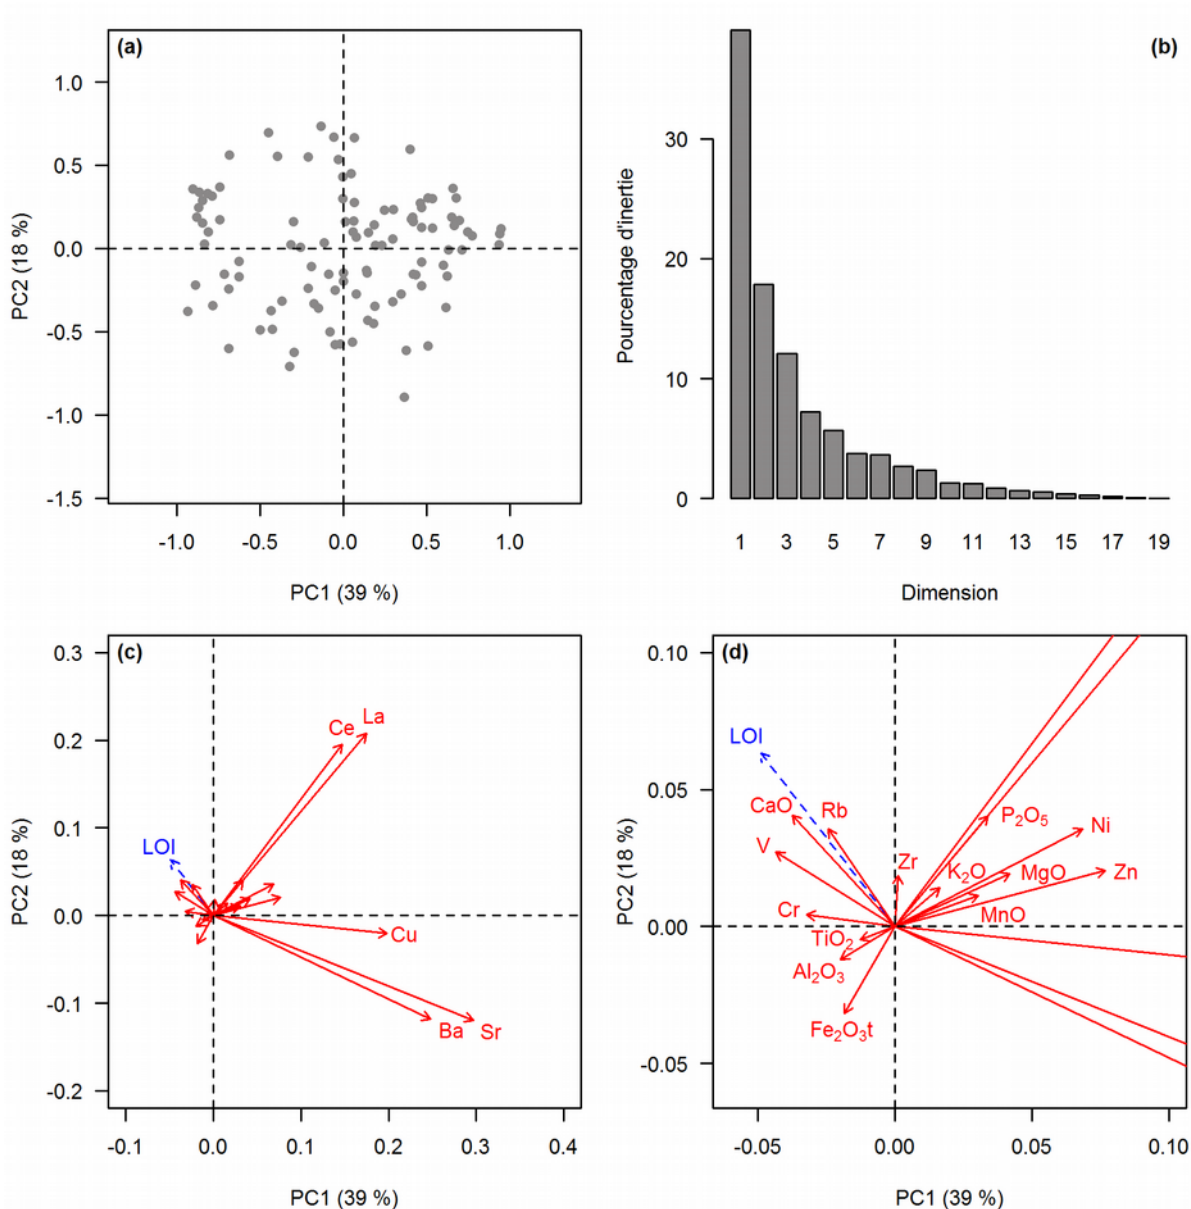 (a)
1.0
0.5
0.0
-0.5
-1.0
-1.5
PC2 (18 %)
-1.0 -0.5 0.0 0.5 1.0
PC1 (39 %)
(b)
30
20
10
0
Pourcentage d'inertie
1 3 5 7 9 11 13 15 17 19
Dimension
(c)
0.3
0.2
0.1
0.0
-0.1
-0.2
PC2 (18 %)
La
Ce
LOI
Cu
Ba
Sr
-0.1 0.0 0.1 0.2 0.3 0.4
PC1 (39 %)
(d)
0.10
0.05
0.00
-0.05
PC2 (18 %)
LOI
CaO
Rb
P₂O₅
Ni
V
Zr
K₂O
MgO
Zn
Cr
MnO
TiO₂
Al₂O₃
Fe₂O₃t
-0.05 0.00 0.05 0.10
PC1 (39 %)